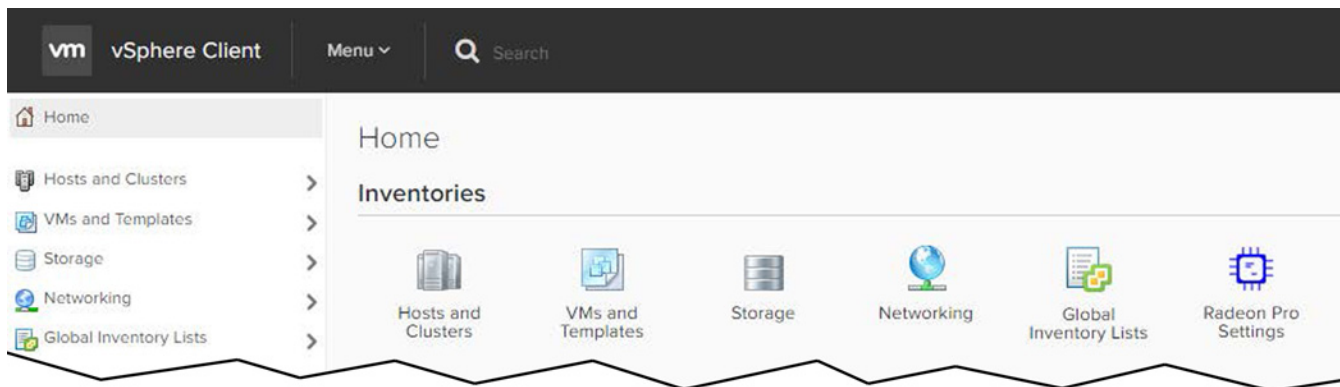 vm vSphere Client Menu Search
Home
Hosts and Clusters
VMs and Templates
Storage
Networking
Global Inventory Lists
Home
Inventories
Hosts and
Clusters
VMs and
Templates
Storage
Networking
Global
Inventory Lists
Radeon Pro
Settings